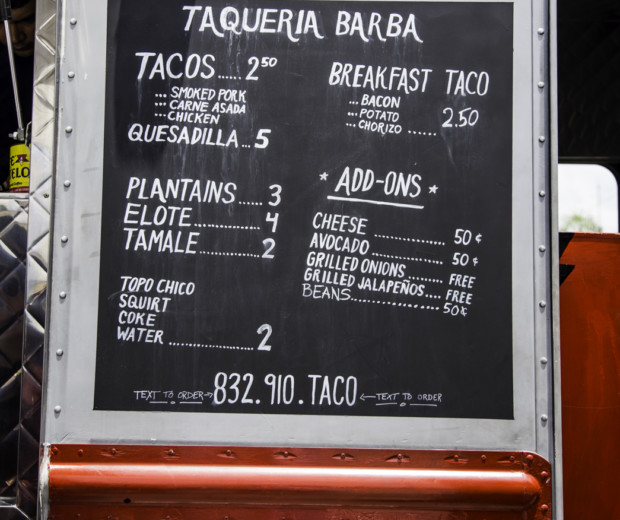 TAQUERIA BARBA
TACOS ...... 2.50
... SMOKED PORK
... CARNE ASADA
... CHICKEN
QUESADILLA ... 5
PLANTAINS ...... 3
ELOTE ................ 4
TAMALE .............. 2
TOPO CHICO
SQUIRT
COKE
WATER .................... 2
BREAKFAST TACO
... BACON
... POTATO
... CHORIZO ...... 2.50
* ADD-ONS *
CHEESE .................. 50¢
AVOCADO .................. 50¢
GRILLED ONIONS ......... FREE
GRILLED JALAPEÑOS .... FREE
BEANS ...................... 50¢
TEXT TO ORDER → 832.910.TACO ← TEXT TO ORDER